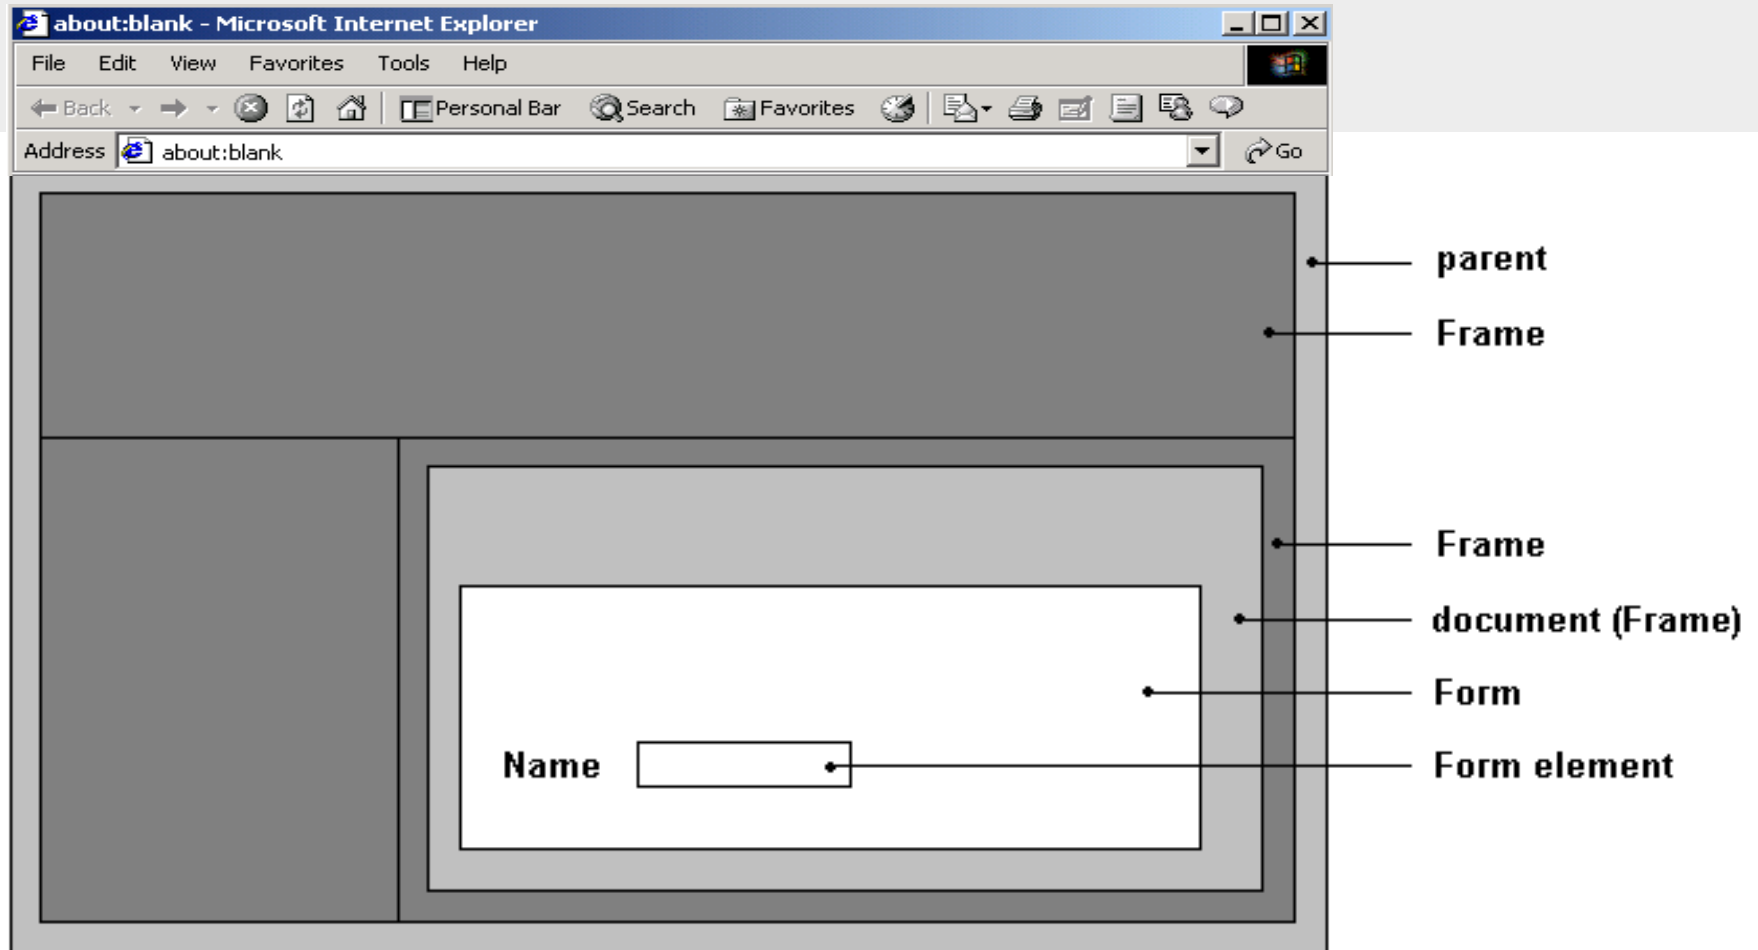 about:blank - Microsoft Internet Explorer
File Edit View Favorites Tools Help
Back Personal Bar Search Favorites
Address about:blank Go
parent
Frame
Frame
document (Frame)
Form
Name Form element